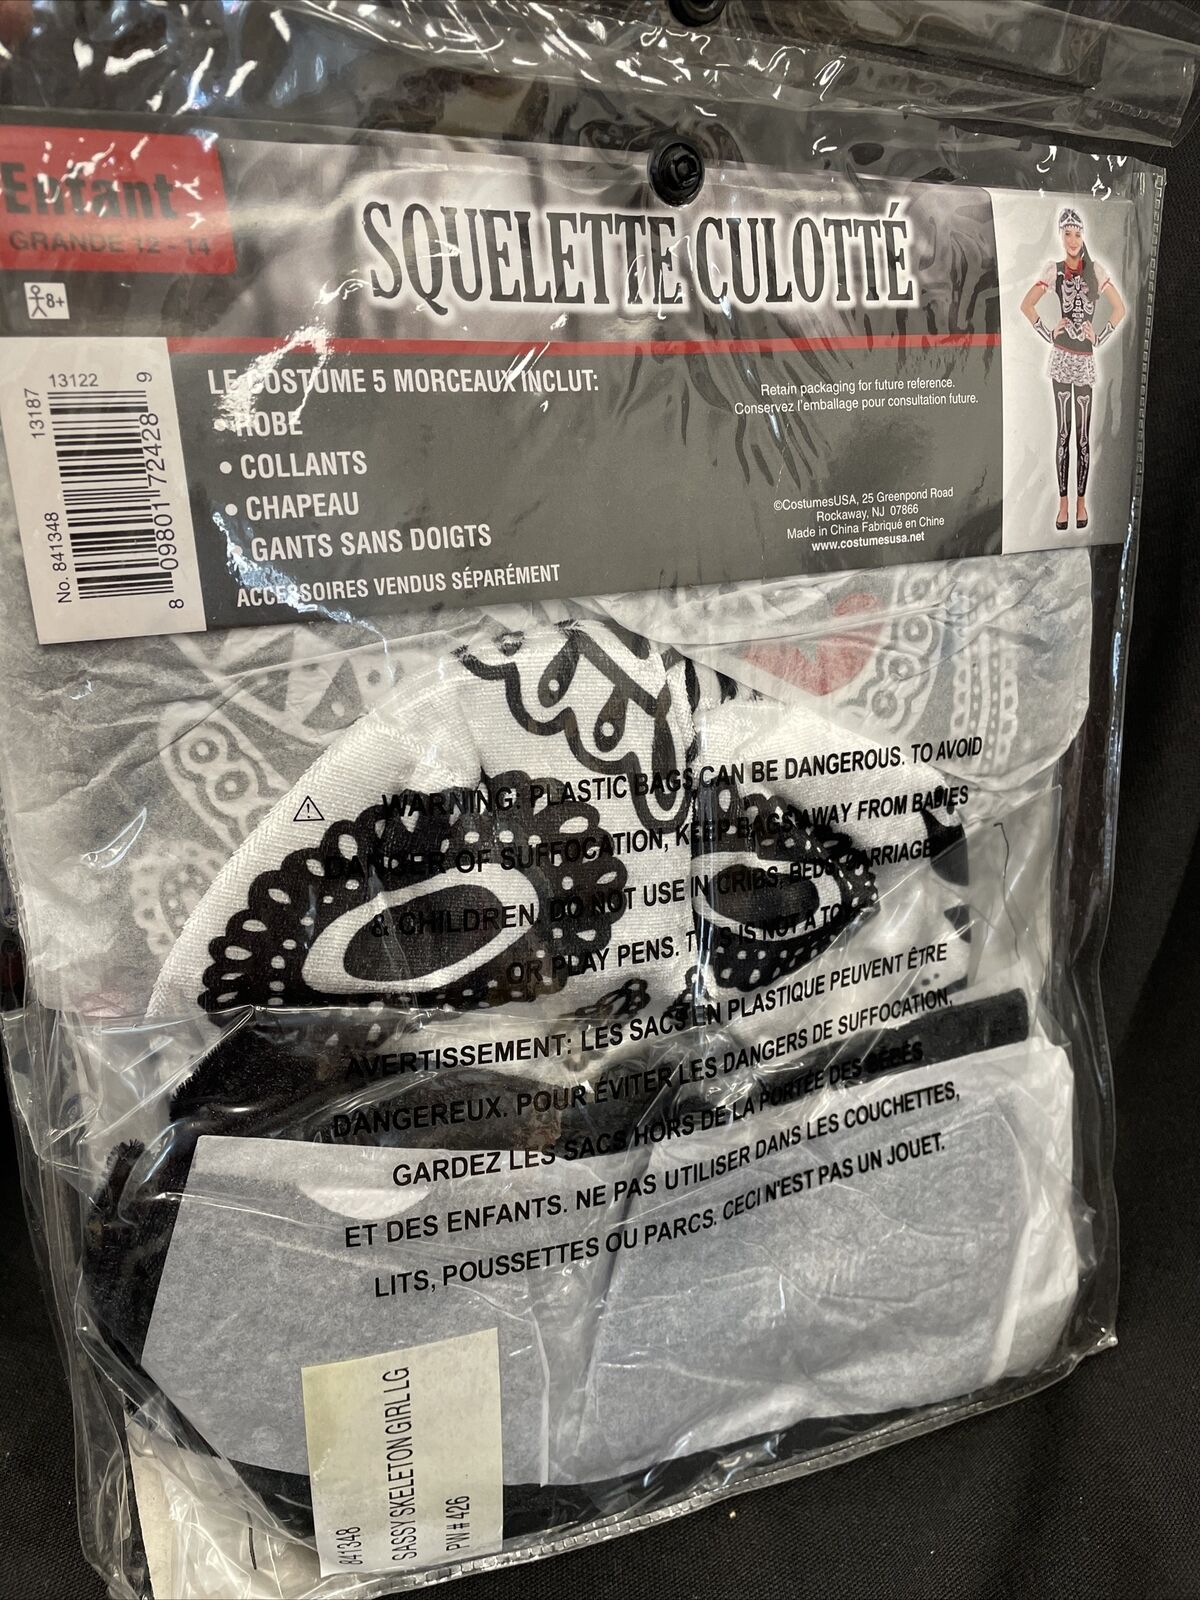 Enfant
GRANDE 12 - 14
8+
SQUELETTE CULOTTÉ
LE COSTUME 5 MORCEAUX INCLUT:
• ROBE
• COLLANTS
• CHAPEAU
• GANTS SANS DOIGTS
ACCESSOIRES VENDUS SÉPARÉMENT
Retain packaging for future reference.
Conservez l'emballage pour consultation future.
©CostumesUSA, 25 Greenpond Road
Rockaway, NJ 07866
Made in China Fabriqué en Chine
www.costumesusa.net
13122
13187
No. 841348
8 09801 72428 9
WARNING: PLASTIC BAGS CAN BE DANGEROUS. TO AVOID
DANGER OF SUFFOCATION, KEEP BAGS AWAY FROM BABIES
& CHILDREN. DO NOT USE IN CRIBS, BEDS, CARRIAGES
OR PLAY PENS. THIS IS NOT A TOY.
AVERTISSEMENT: LES SACS EN PLASTIQUE PEUVENT ÊTRE
DANGEREUX. POUR ÉVITER LES DANGERS DE SUFFOCATION,
GARDEZ LES SACS HORS DE LA PORTÉE DES BÉBÉS
ET DES ENFANTS. NE PAS UTILISER DANS LES COUCHETTES,
LITS, POUSSETTES OU PARCS. CECI N'EST PAS UN JOUET.
841348
SASSY SKELETON GIRL LG
PW # 426